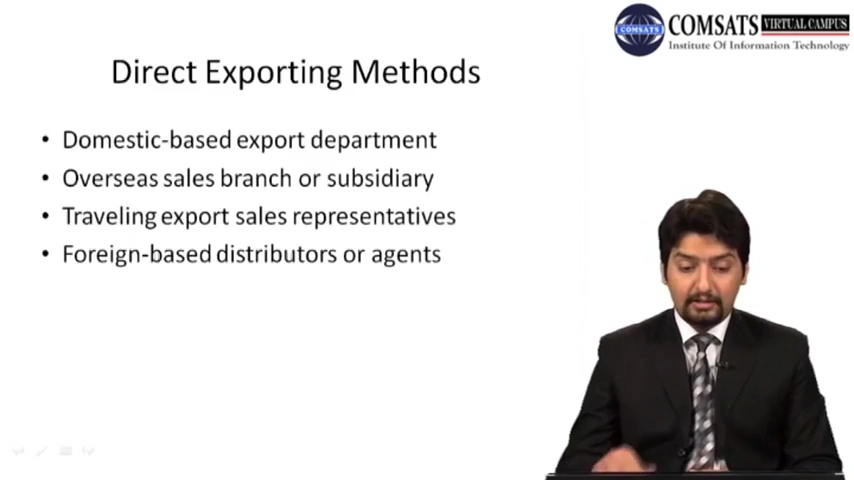 COMSATS
COMSATS VIRTUAL CAMPUS
Institute Of Information Technology
Direct Exporting Methods
• Domestic-based export department
• Overseas sales branch or subsidiary
• Traveling export sales representatives
• Foreign-based distributors or agents